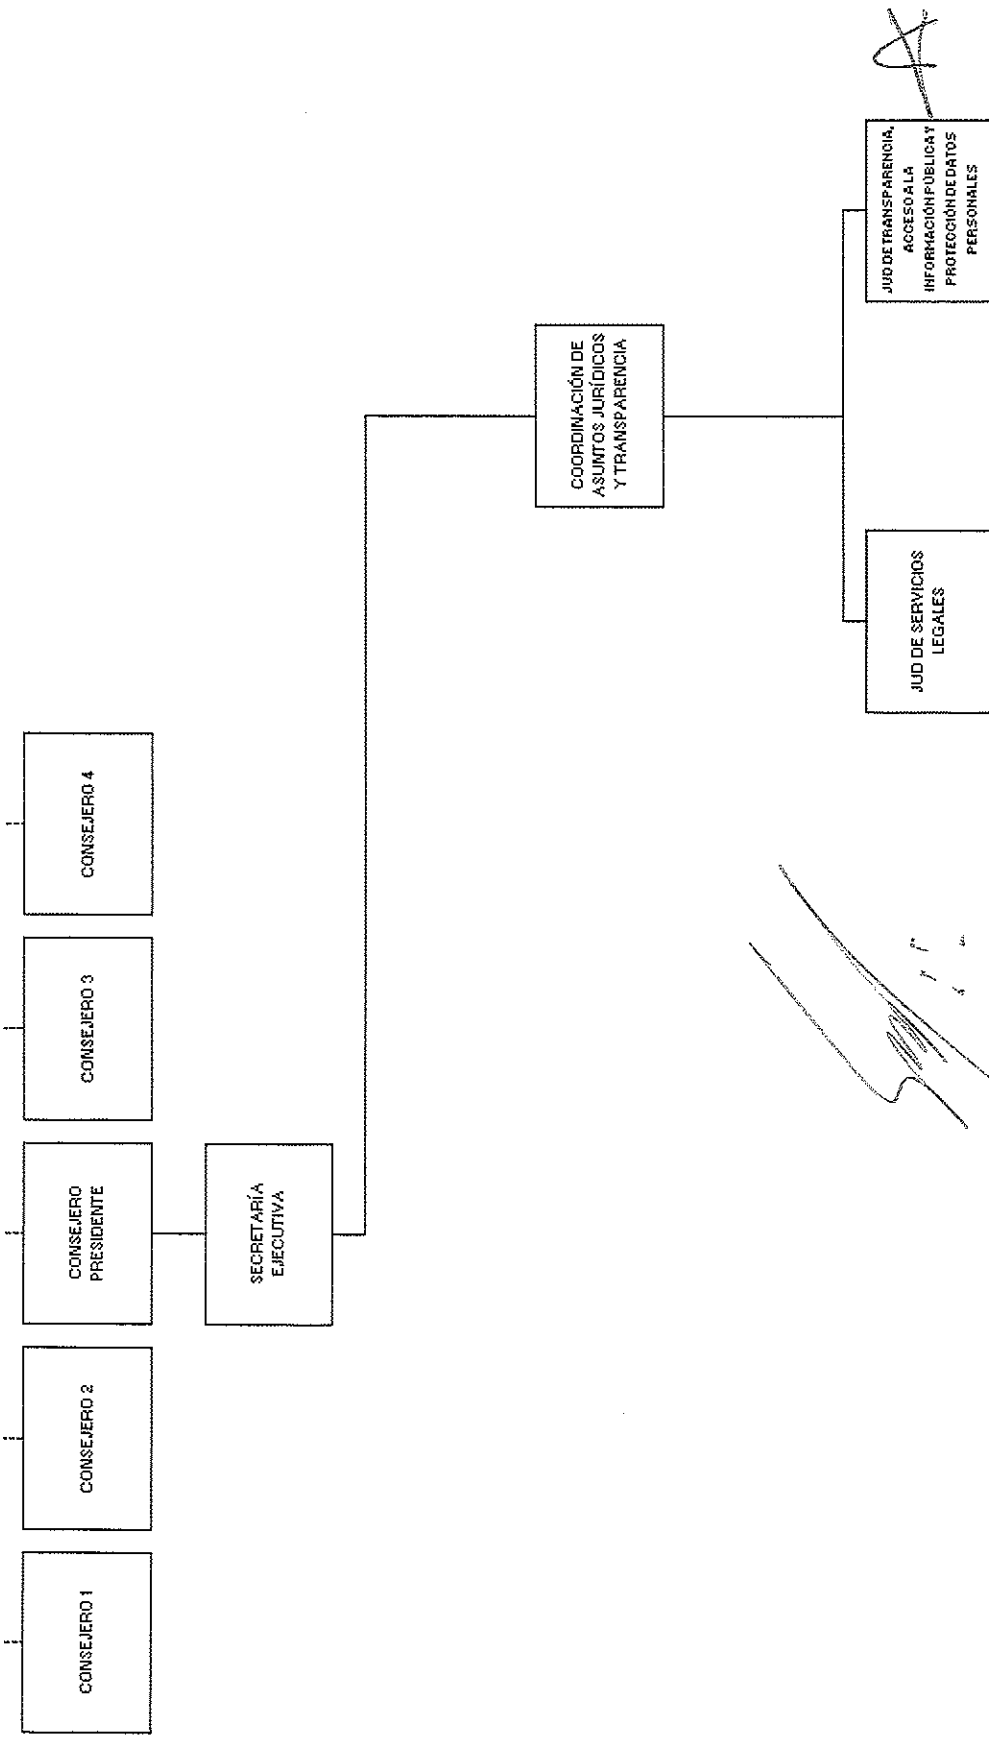 CONSEJERO 1
CONSEJERO 2
CONSEJERO
PRESIDENTE
CONSEJERO 3
CONSEJERO 4
SECRETARÍA
EJECUTIVA
COORDINACIÓN DE
ASUNTOS JURÍDICOS
Y TRANSPARENCIA
JUD DE SERVICIOS
LEGALES
JUD DE TRANSPARENCIA,
ACCESO A LA
INFORMACIÓN PÚBLICA Y
PROTECCIÓN DE DATOS
PERSONALES